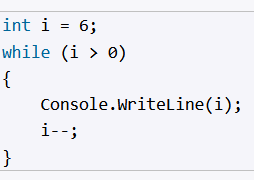 int i = 6;
while (i > 0)
{
    Console.WriteLine(i);
    i--;
}